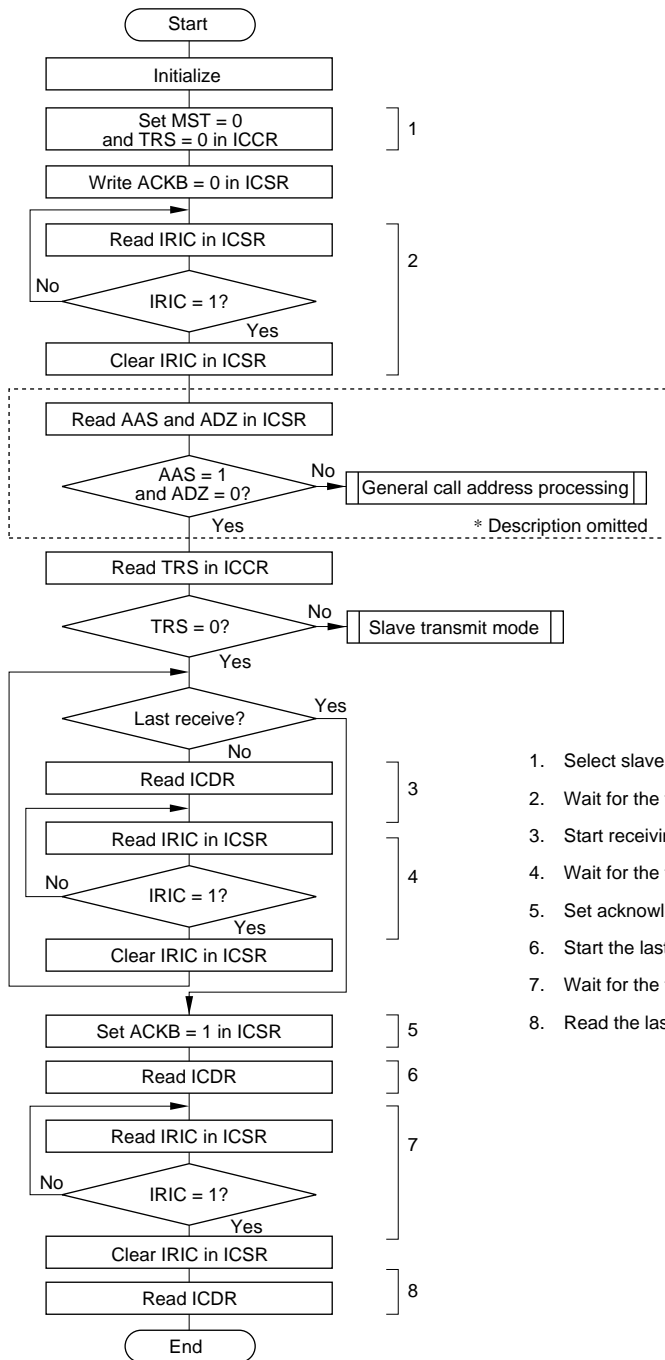 Start
Initialize
Set MST = 0
and TRS = 0 in ICCR
1
Write ACKB = 0 in ICSR
Read IRIC in ICSR
2
No
IRIC = 1?
Yes
Clear IRIC in ICSR
Read AAS and ADZ in ICSR
AAS = 1
and ADZ = 0?
No
General call address processing
Yes
* Description omitted
Read TRS in ICCR
TRS = 0?
No
Slave transmit mode
Yes
Last receive?
Yes
No
Read ICDR
3
Read IRIC in ICSR
4
No
IRIC = 1?
Yes
Clear IRIC in ICSR
Set ACKB = 1 in ICSR
5
Read ICDR
6
Read IRIC in ICSR
7
No
IRIC = 1?
Yes
Clear IRIC in ICSR
Read ICDR
8
End
1. Select slave
2. Wait for the
3. Start
4. Wait for the
5. Set
6. Start the
7. Wait for the
8. Read the